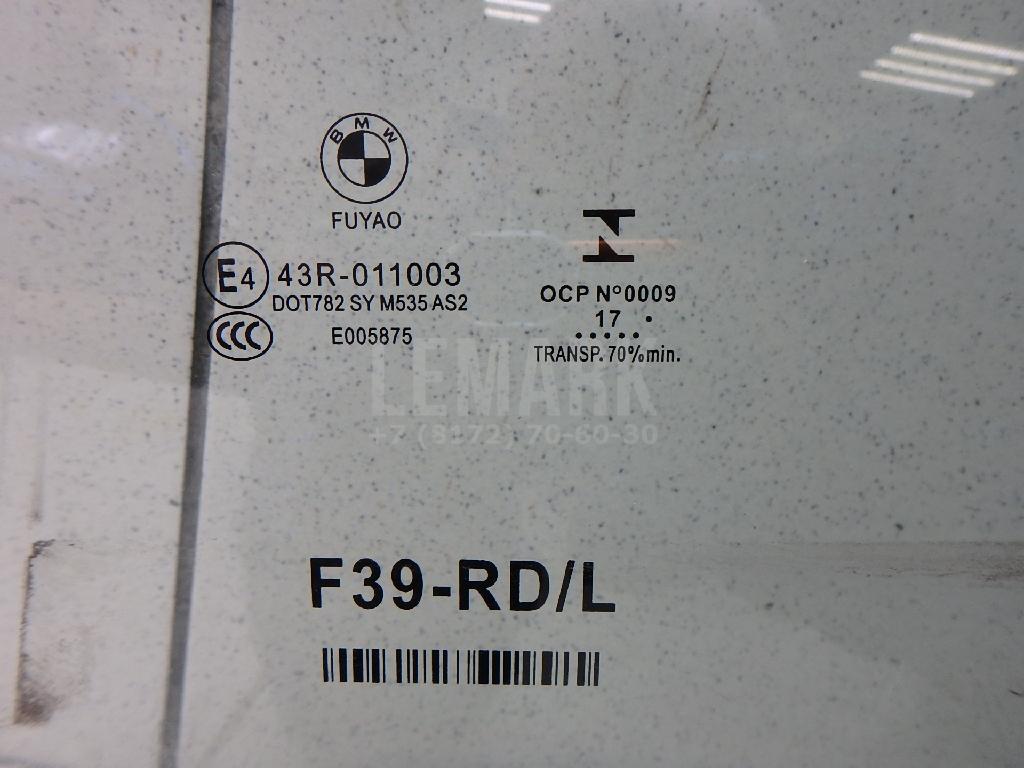 BMW
FUYAO
E4 43R-011003
DOT782 SY M535 AS2
CCC
E005875
OCP Nº0009
17 .
.....
TRANSP. 70%min.
LEMARK
+7 (8172) 70-60-30
F39-RD/L